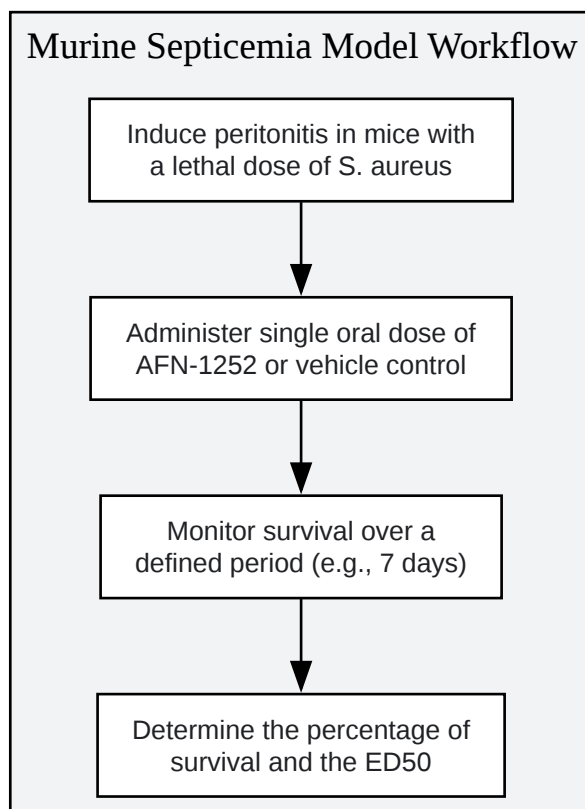 Murine Septicemia Model Workflow
Induce peritonitis in mice with
a lethal dose of S. aureus
Administer single oral dose of
AFN-1252 or vehicle control
Monitor survival over a
defined period (e.g., 7 days)
Determine the percentage of
survival and the ED50